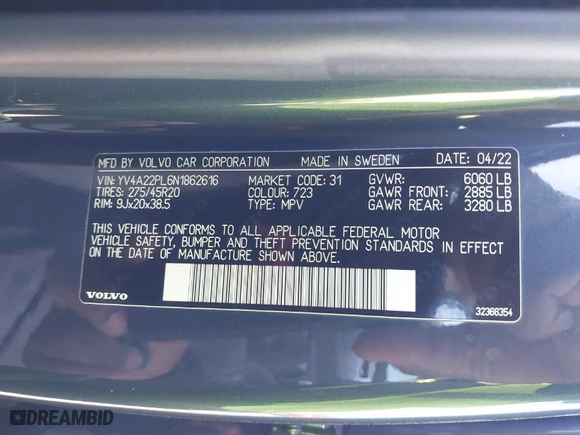 MFD BY VOLVO CAR CORPORATION MADE IN SWEDEN DATE: 04/22
VIN: YV4A22PL6N1862616 MARKET CODE: 31 GVWR: 6060 LB
TIRES: 275/45R20 COLOUR: 723 GAWR FRONT: 2885 LB
RIM: 9Jx20x38.5 TYPE: MPV GAWR REAR: 3280 LB
THIS VEHICLE CONFORMS TO ALL APPLICABLE FEDERAL MOTOR
VEHICLE SAFETY, BUMPER AND THEFT PREVENTION STANDARDS IN EFFECT
ON THE DATE OF MANUFACTURE SHOWN ABOVE.
VOLVO 32366354
DREAMBID